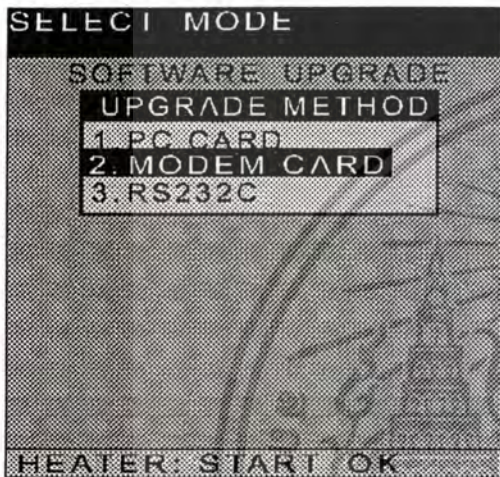 SELECT MODE
SOFTWARE UPGRADE
UPGRADE METHOD
1. PC CARD
2. MODEM CARD
3. RS232C
HEATER: START OK